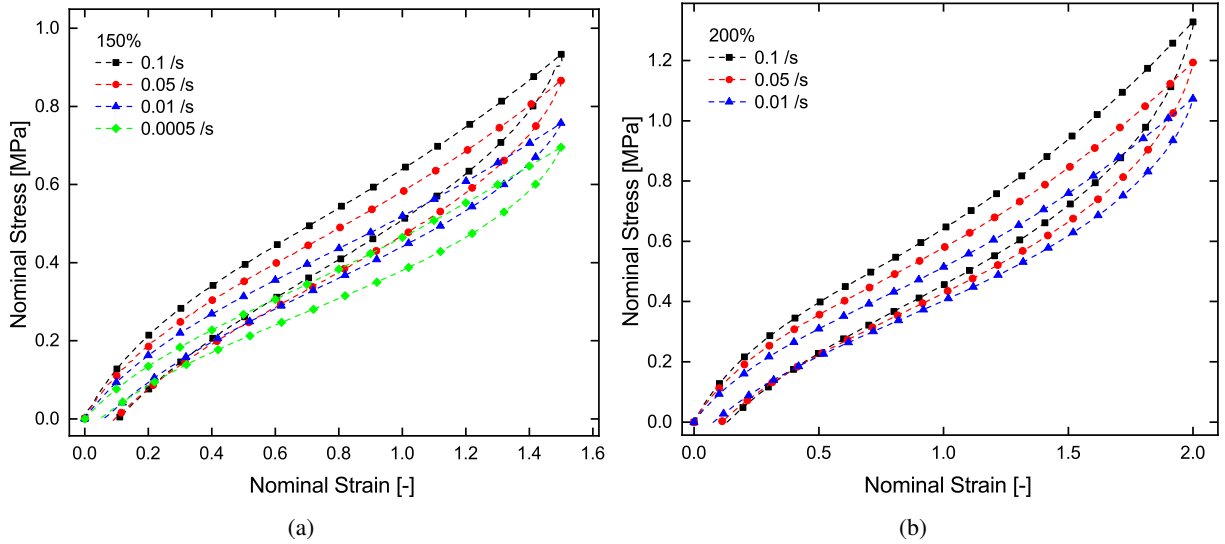 150%
0.1 /s
0.05 /s
0.01 /s
0.0005 /s
1.0
0.8
0.6
0.4
0.2
0.0
Nominal Stress [MPa]
0.0 0.2 0.4 0.6 0.8 1.0 1.2 1.4 1.6
Nominal Strain [-]
(a)
200%
0.1 /s
0.05 /s
0.01 /s
1.2
1.0
0.8
0.6
0.4
0.2
0.0
Nominal Stress [MPa]
0.0 0.5 1.0 1.5 2.0
Nominal Strain [-]
(b)